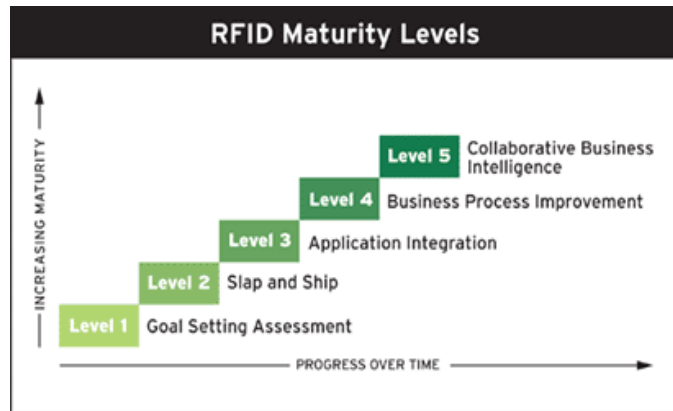 RFID Maturity Levels
INCREASING MATURITY
Level 5
Collaborative Business
Intelligence
Level 4
Business Process Improvement
Level 3
Application Integration
Level 2
Slap and Ship
Level 1
Goal Setting Assessment
PROGRESS OVER TIME